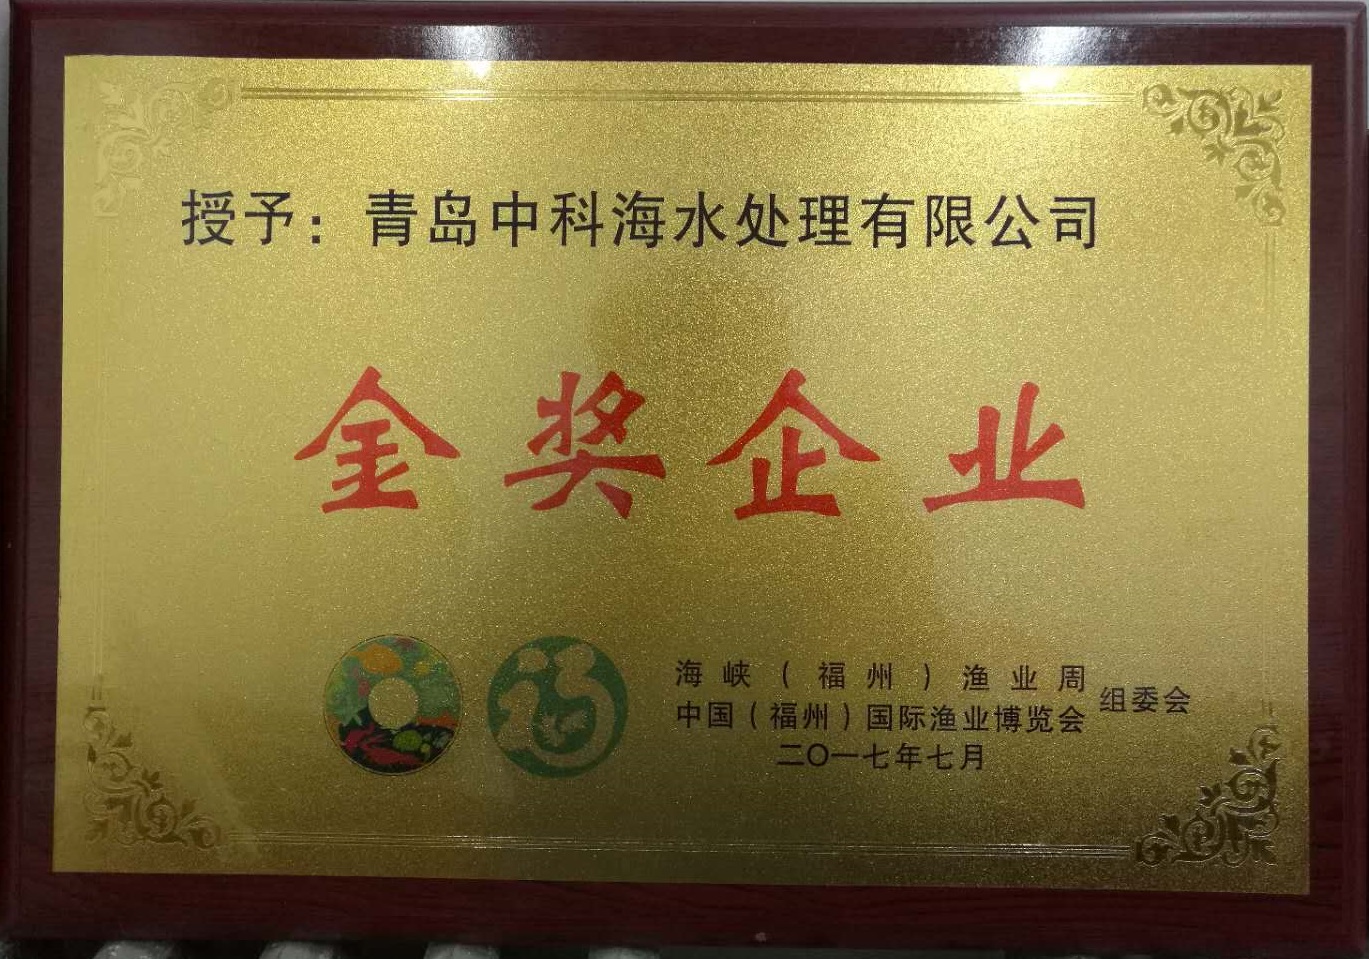 授予：青岛中科海水处理有限公司
金奖企业
福
海峡（福州）渔业周
中国（福州）国际渔业博览会
组委会
二〇一七年七月